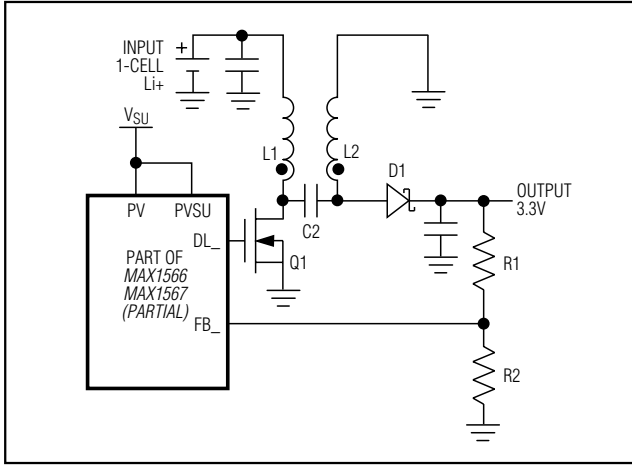 INPUT
1-CELL
Li+
+
VSU
L1
L2
D1
OUTPUT
3.3V
PV
PVSU
C2
DL_
Q1
R1
PART OF
MAX1566
MAX1567
(PARTIAL)
FB_
R2